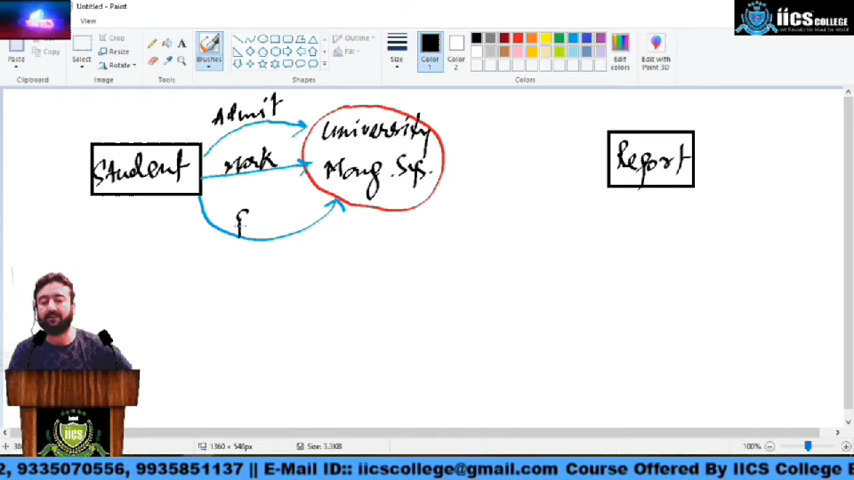 Untitled - Paint
View
Paste
Crop
Copy
Select
Resize
Rotate
A
Brushes
Outline
Fill
Size
Color
1
Color
2
Edit
colors
Edit with
Paint 3D
Clipboard
Image
Tools
Shapes
Colors
iics
COLLEGE
Admit
University
Student
Mark
Mang. Sys.
Report
f
iics
1360 × 548px
Size: 3.3KB
100%
2, 9335070556, 9935851137 || E-Mail ID:: iicscollege@gmail.com Course Offered By IICS College